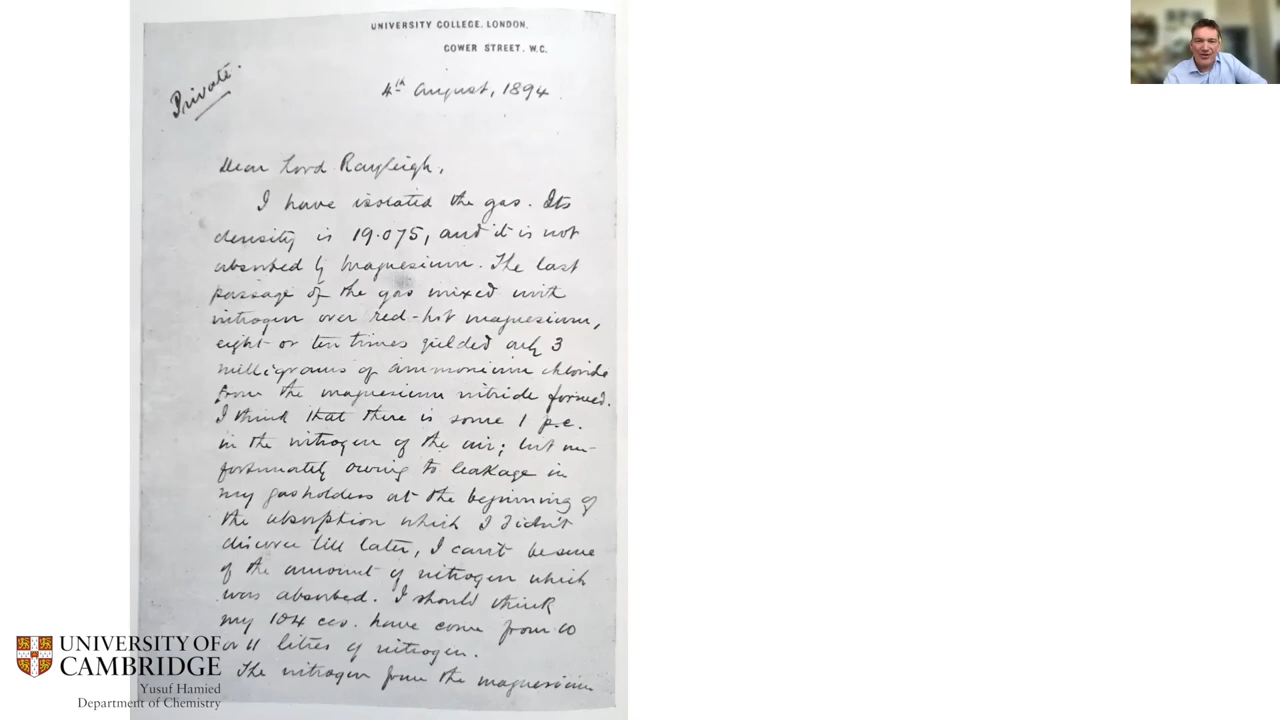 UNIVERSITY COLLEGE, LONDON,
GOWER STREET. W.C.
Private.
4th August, 1894.
Dear Lord Rayleigh,
I have isolated the gas. Its
density is 19.075, and it is not
absorbed by magnesium. The last
passage of the gas mixed with
nitrogen over red-hot magnesium,
eight or ten times yielded only 3
milligrams of ammonium chloride
from the magnesium nitride formed.
I think that there is some 1 p.c.
in the nitrogen of the air; but un-
fortunately owing to leakage in
my gasholders at the beginning of
the absorption which I didn't
discover till later, I can't be sure
of the amount of nitrogen which
was absorbed. I should think
my 104 ccs. have come from 10
or 11 litres of nitrogen.
The nitrogen from the magnesium
UNIVERSITY OF
CAMBRIDGE
Yusuf Hamied
Department of Chemistry